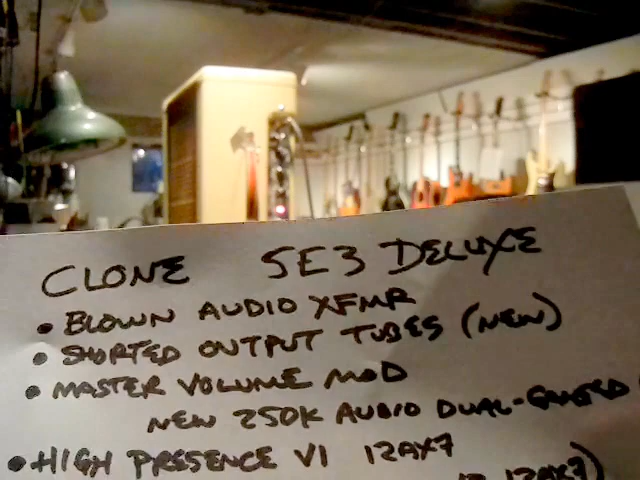 CLONE 5E3 DELUXE
• BLOWN AUDIO XFMR
• SHORTED OUTPUT TUBES (NEW)
• MASTER VOLUME MOD
NEW 250K AUDIO DUAL-GANGED
• HIGH PRESENCE V1 12AX7
12AX7)